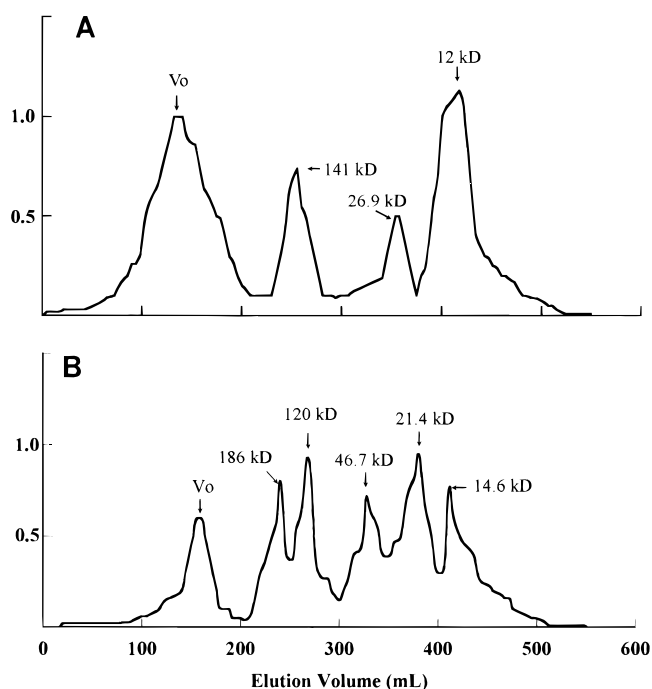 A
Vo
12 kD
1.0
141 kD
26.9 kD
0.5
B
120 kD
21.4 kD
1.0
186 kD
46.7 kD
Vo
14.6 kD
0.5
0 100 200 300 400 500 600
Elution Volume (mL)